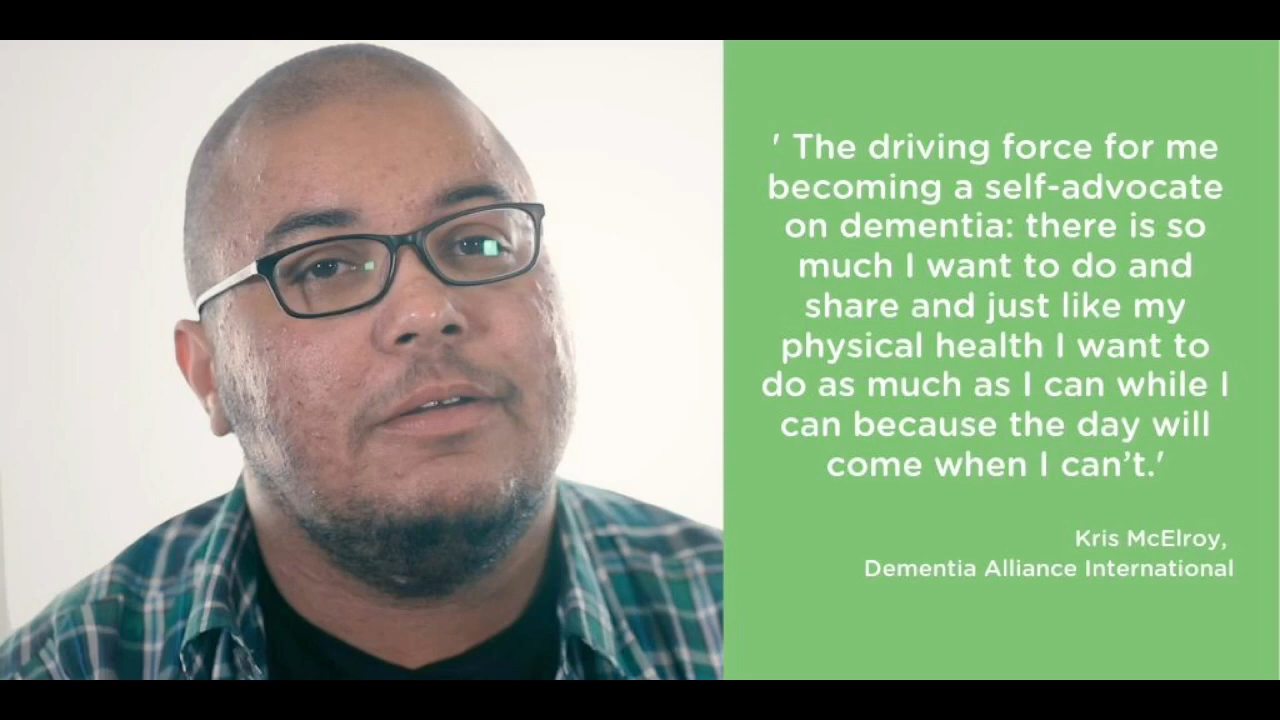 ' The driving force for me
becoming a self-advocate
on dementia: there is so
much I want to do and
share and just like my
physical health I want to
do as much as I can while I
can because the day will
come when I can’t.'
Kris McElroy,
Dementia Alliance International